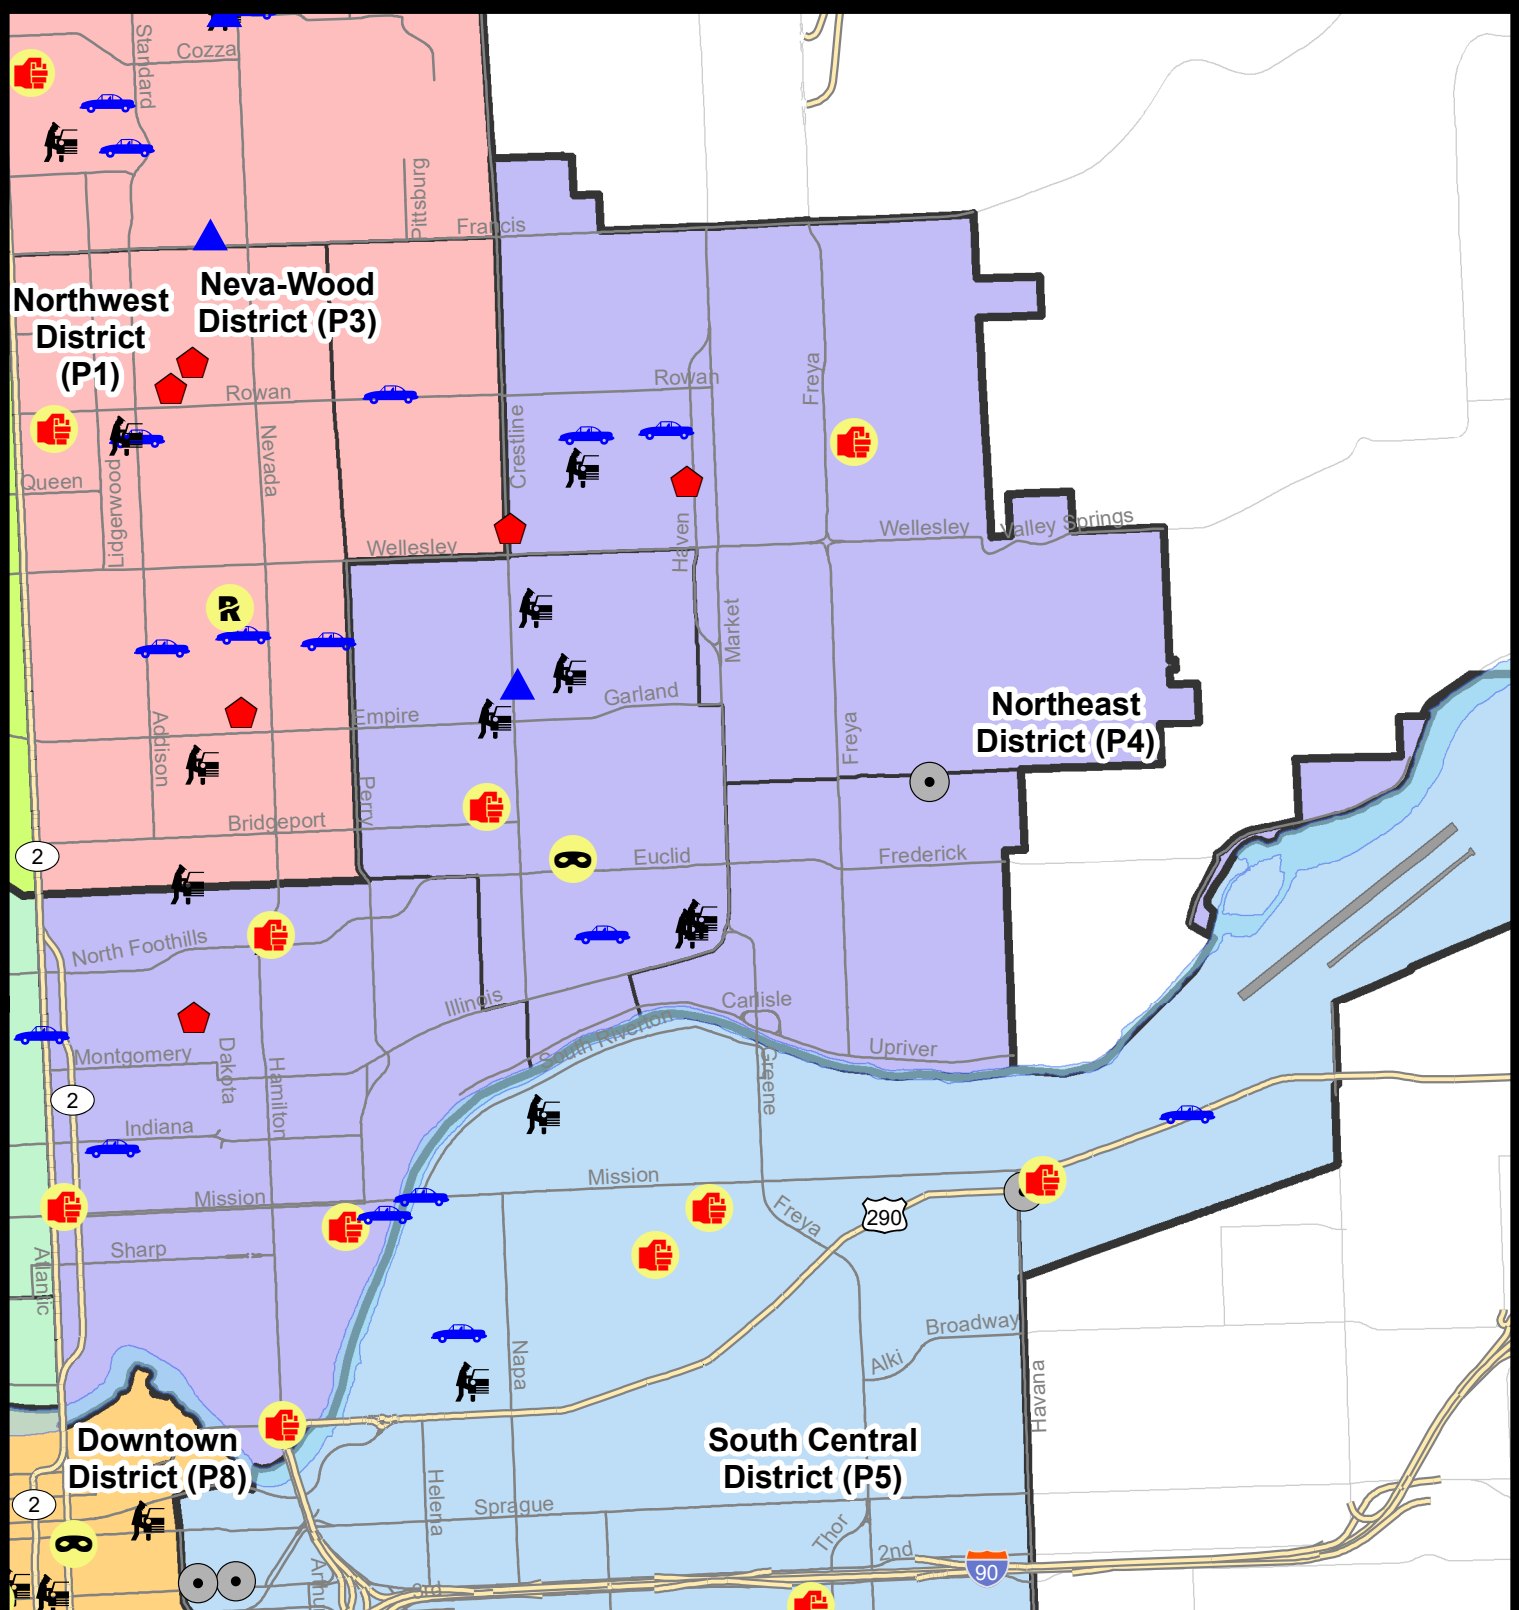 Cozza
Standard
Pittsburg
Francis
Neva-Wood
District (P3)
Northwest
District
(P1)
Rowan
Rowan
Freya
Crestline
Nevada
Queen
Lidgerwood
Haven
Wellesley
Wellesley
Valley Springs
R
Market
Garland
Empire
Addison
Freya
Northeast
District (P4)
Perry
Bridgeport
2
Euclid
Frederick
North Foothills
Illinois
Carlisle
South Riverton
Montgomery
Dakota
Hamilton
Upriver
Greene
2
Indiana
Mission
Mission
Freya
290
Sharp
Atlantic
Broadway
Alki
Napa
Havana
Downtown
District (P8)
South Central
District (P5)
Helena
Sprague
2
Thor
2nd
90
3rd